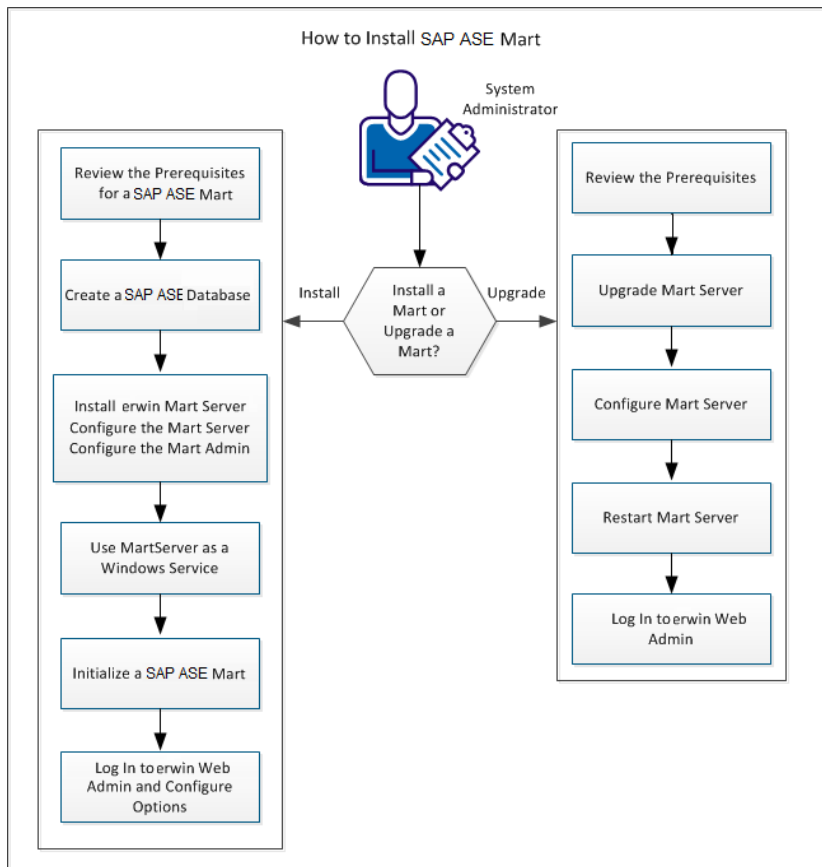 How to Install SAP ASE Mart
System
Administrator
Review the Prerequisites
for a SAP ASE Mart
Create a SAP ASE Database
Install erwin Mart Server
Configure the Mart Server
Configure the Mart Admin
Use MartServer as a
Windows Service
Initialize a SAP ASE Mart
Log In to erwin Web
Admin and Configure
Options
Install
Install a
Mart or
Upgrade a
Mart?
Upgrade
Review the Prerequisites
Upgrade Mart Server
Configure Mart Server
Restart Mart Server
Log In to erwin Web
Admin